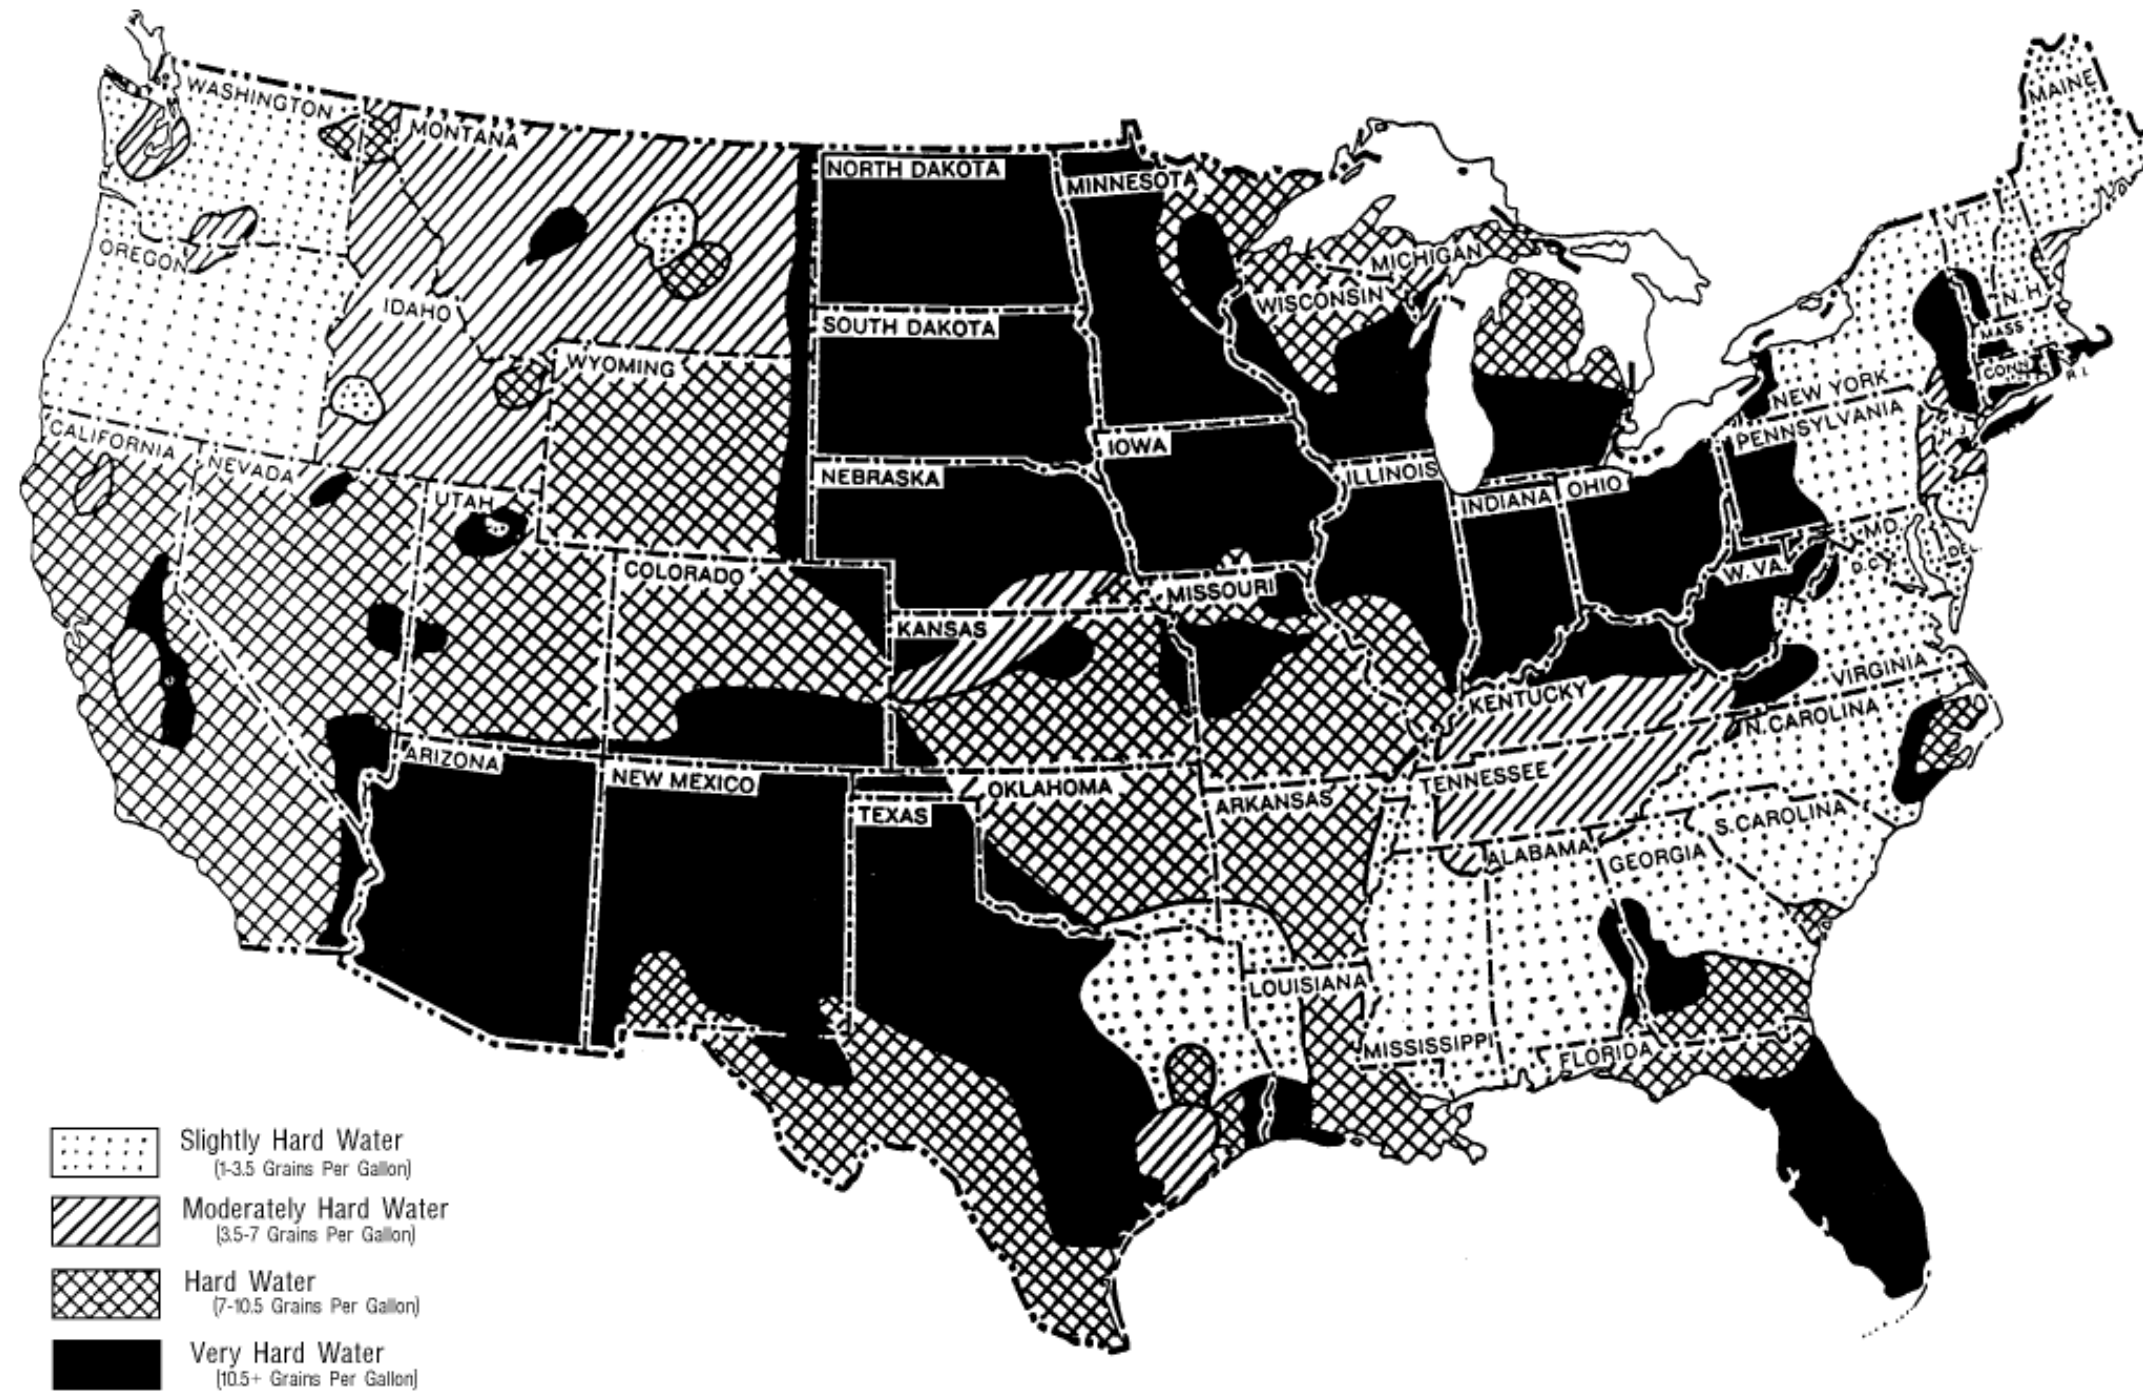 WASHINGTON
MONTANA
NORTH DAKOTA
MINNESOTA
MAINE
VT.
OREGON
IDAHO
SOUTH DAKOTA
WISCONSIN
MICHIGAN
N. H.
MASS
CONN
R. I.
WYOMING
NEW YORK
CALIFORNIA
NEVADA
UTAH
NEBRASKA
IOWA
ILLINOIS
INDIANA
OHIO
PENNSYLVANIA
N. J.
MD.
DEL.
D.C.
W. VA.
COLORADO
KANSAS
MISSOURI
KENTUCKY
VIRGINIA
N. CAROLINA
ARIZONA
NEW MEXICO
OKLAHOMA
ARKANSAS
TENNESSEE
TEXAS
S. CAROLINA
ALABAMA
GEORGIA
LOUISIANA
MISSISSIPPI
FLORIDA
Slightly Hard Water
(1-3.5 Grains Per Gallon)
Moderately Hard Water
(3.5-7 Grains Per Gallon)
Hard Water
(7-10.5 Grains Per Gallon)
Very Hard Water
(10.5+ Grains Per Gallon)